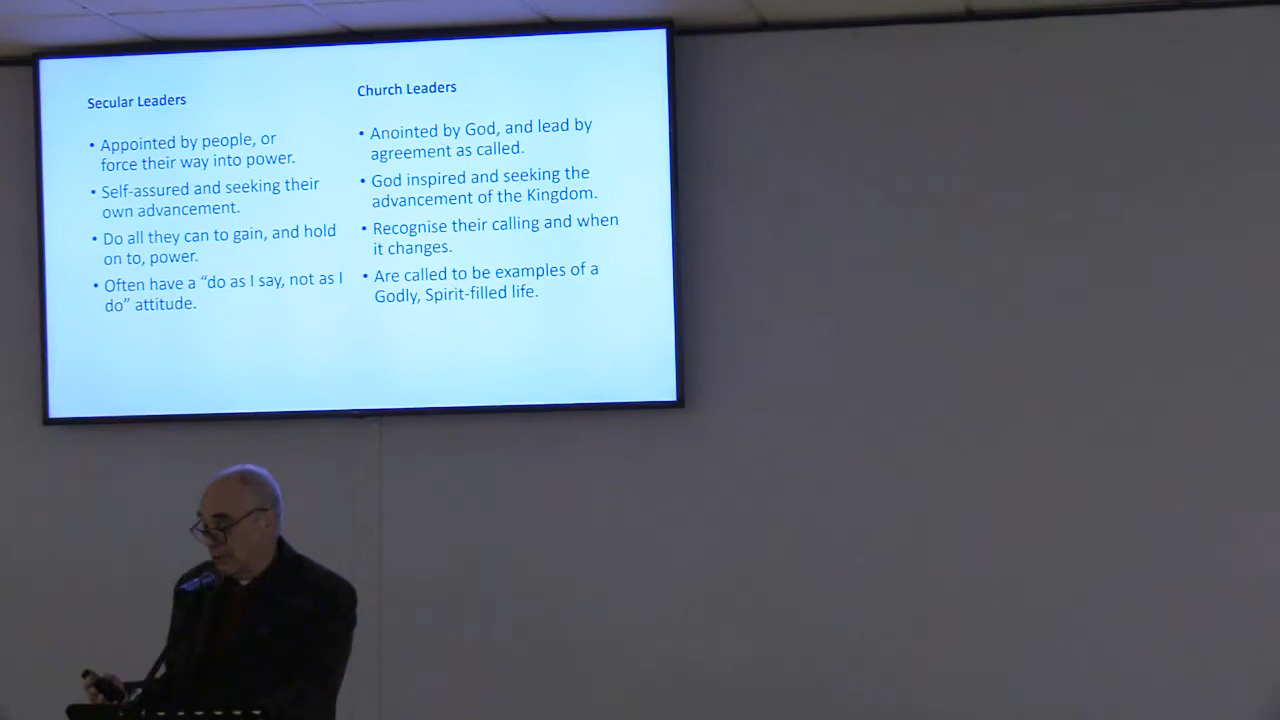 Secular Leaders
• Appointed by people, or
force their way into power.
• Self-assured and seeking their
own advancement.
• Do all they can to gain, and hold
on to, power.
• Often have a “do as I say, not as I
do” attitude.
Church Leaders
• Anointed by God, and lead by
agreement as called.
• God inspired and seeking the
advancement of the Kingdom.
• Recognise their calling and when
it changes.
• Are called to be examples of a
Godly, Spirit-filled life.